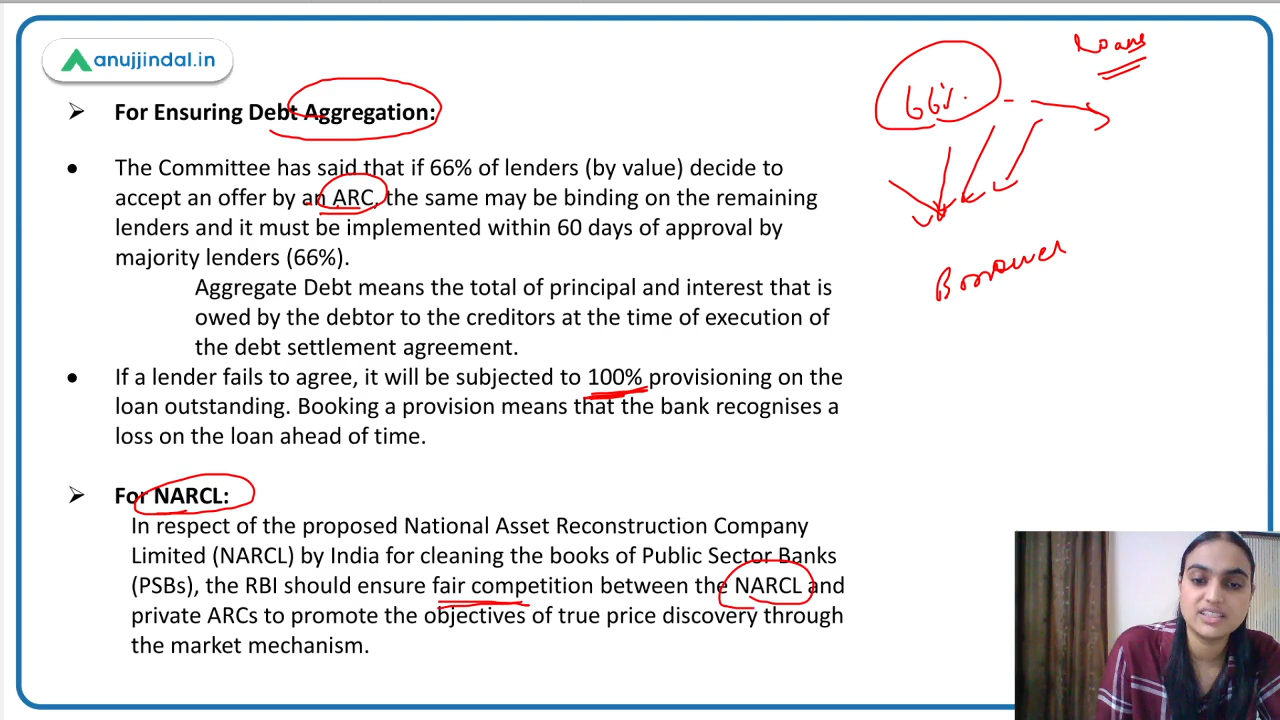 anujjindal.in
For Ensuring Debt Aggregation:
The Committee has said that if 66% of lenders (by value) decide to
accept an offer by an ARC, the same may be binding on the remaining
lenders and it must be implemented within 60 days of approval by
majority lenders (66%).
Aggregate Debt means the total of principal and interest that is
owed by the debtor to the creditors at the time of execution of
the debt settlement agreement.
If a lender fails to agree, it will be subjected to 100% provisioning on the
loan outstanding. Booking a provision means that the bank recognises a
loss on the loan ahead of time.
For NARCL:
In respect of the proposed National Asset Reconstruction Company
Limited (NARCL) by India for cleaning the books of Public Sector Banks
(PSBs), the RBI should ensure fair competition between the NARCL and
private ARCs to promote the objectives of true price discovery through
the market mechanism.
Loans
66%.
Borrower